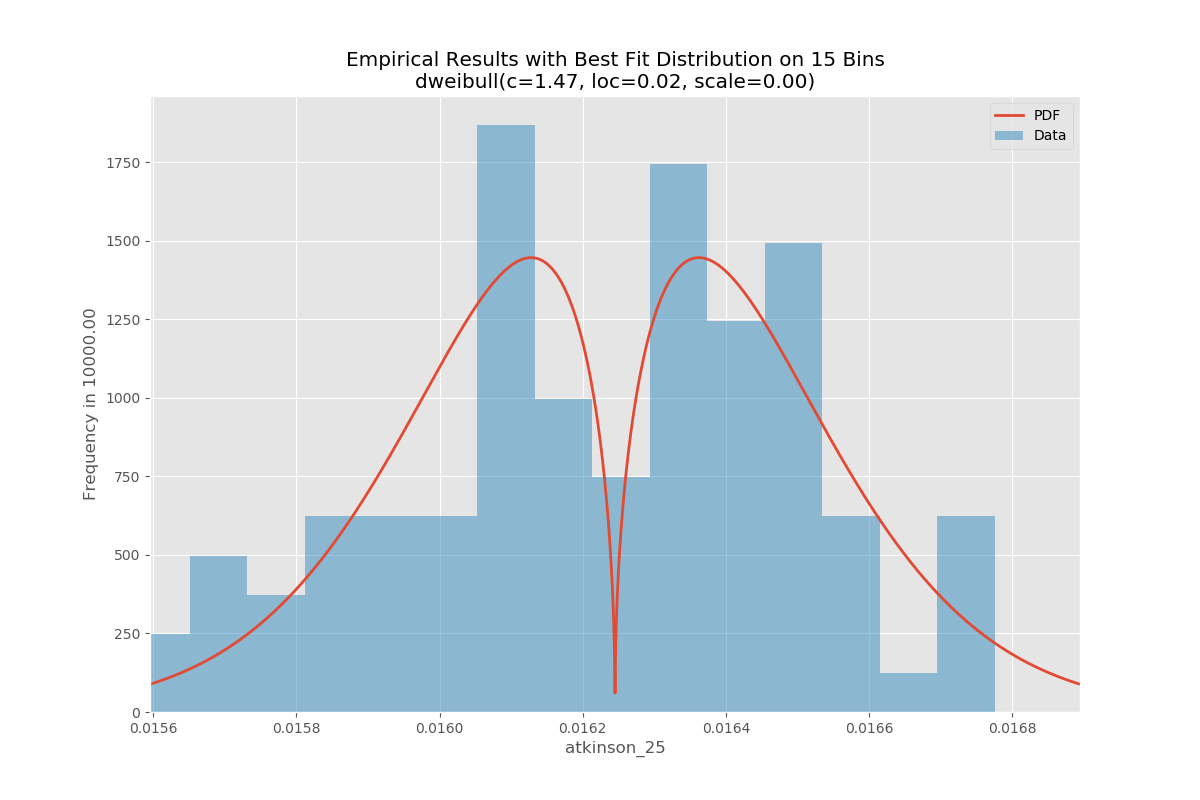 Empirical Results with Best Fit Distribution on 15 Bins
dweibull(c=1.47, loc=0.02, scale=0.00)
PDF
Data
1750
1500
1250
1000
750
500
250
0
Frequency in 10000.00
0.0156
0.0158
0.0160
0.0162
0.0164
0.0166
0.0168
atkinson_25